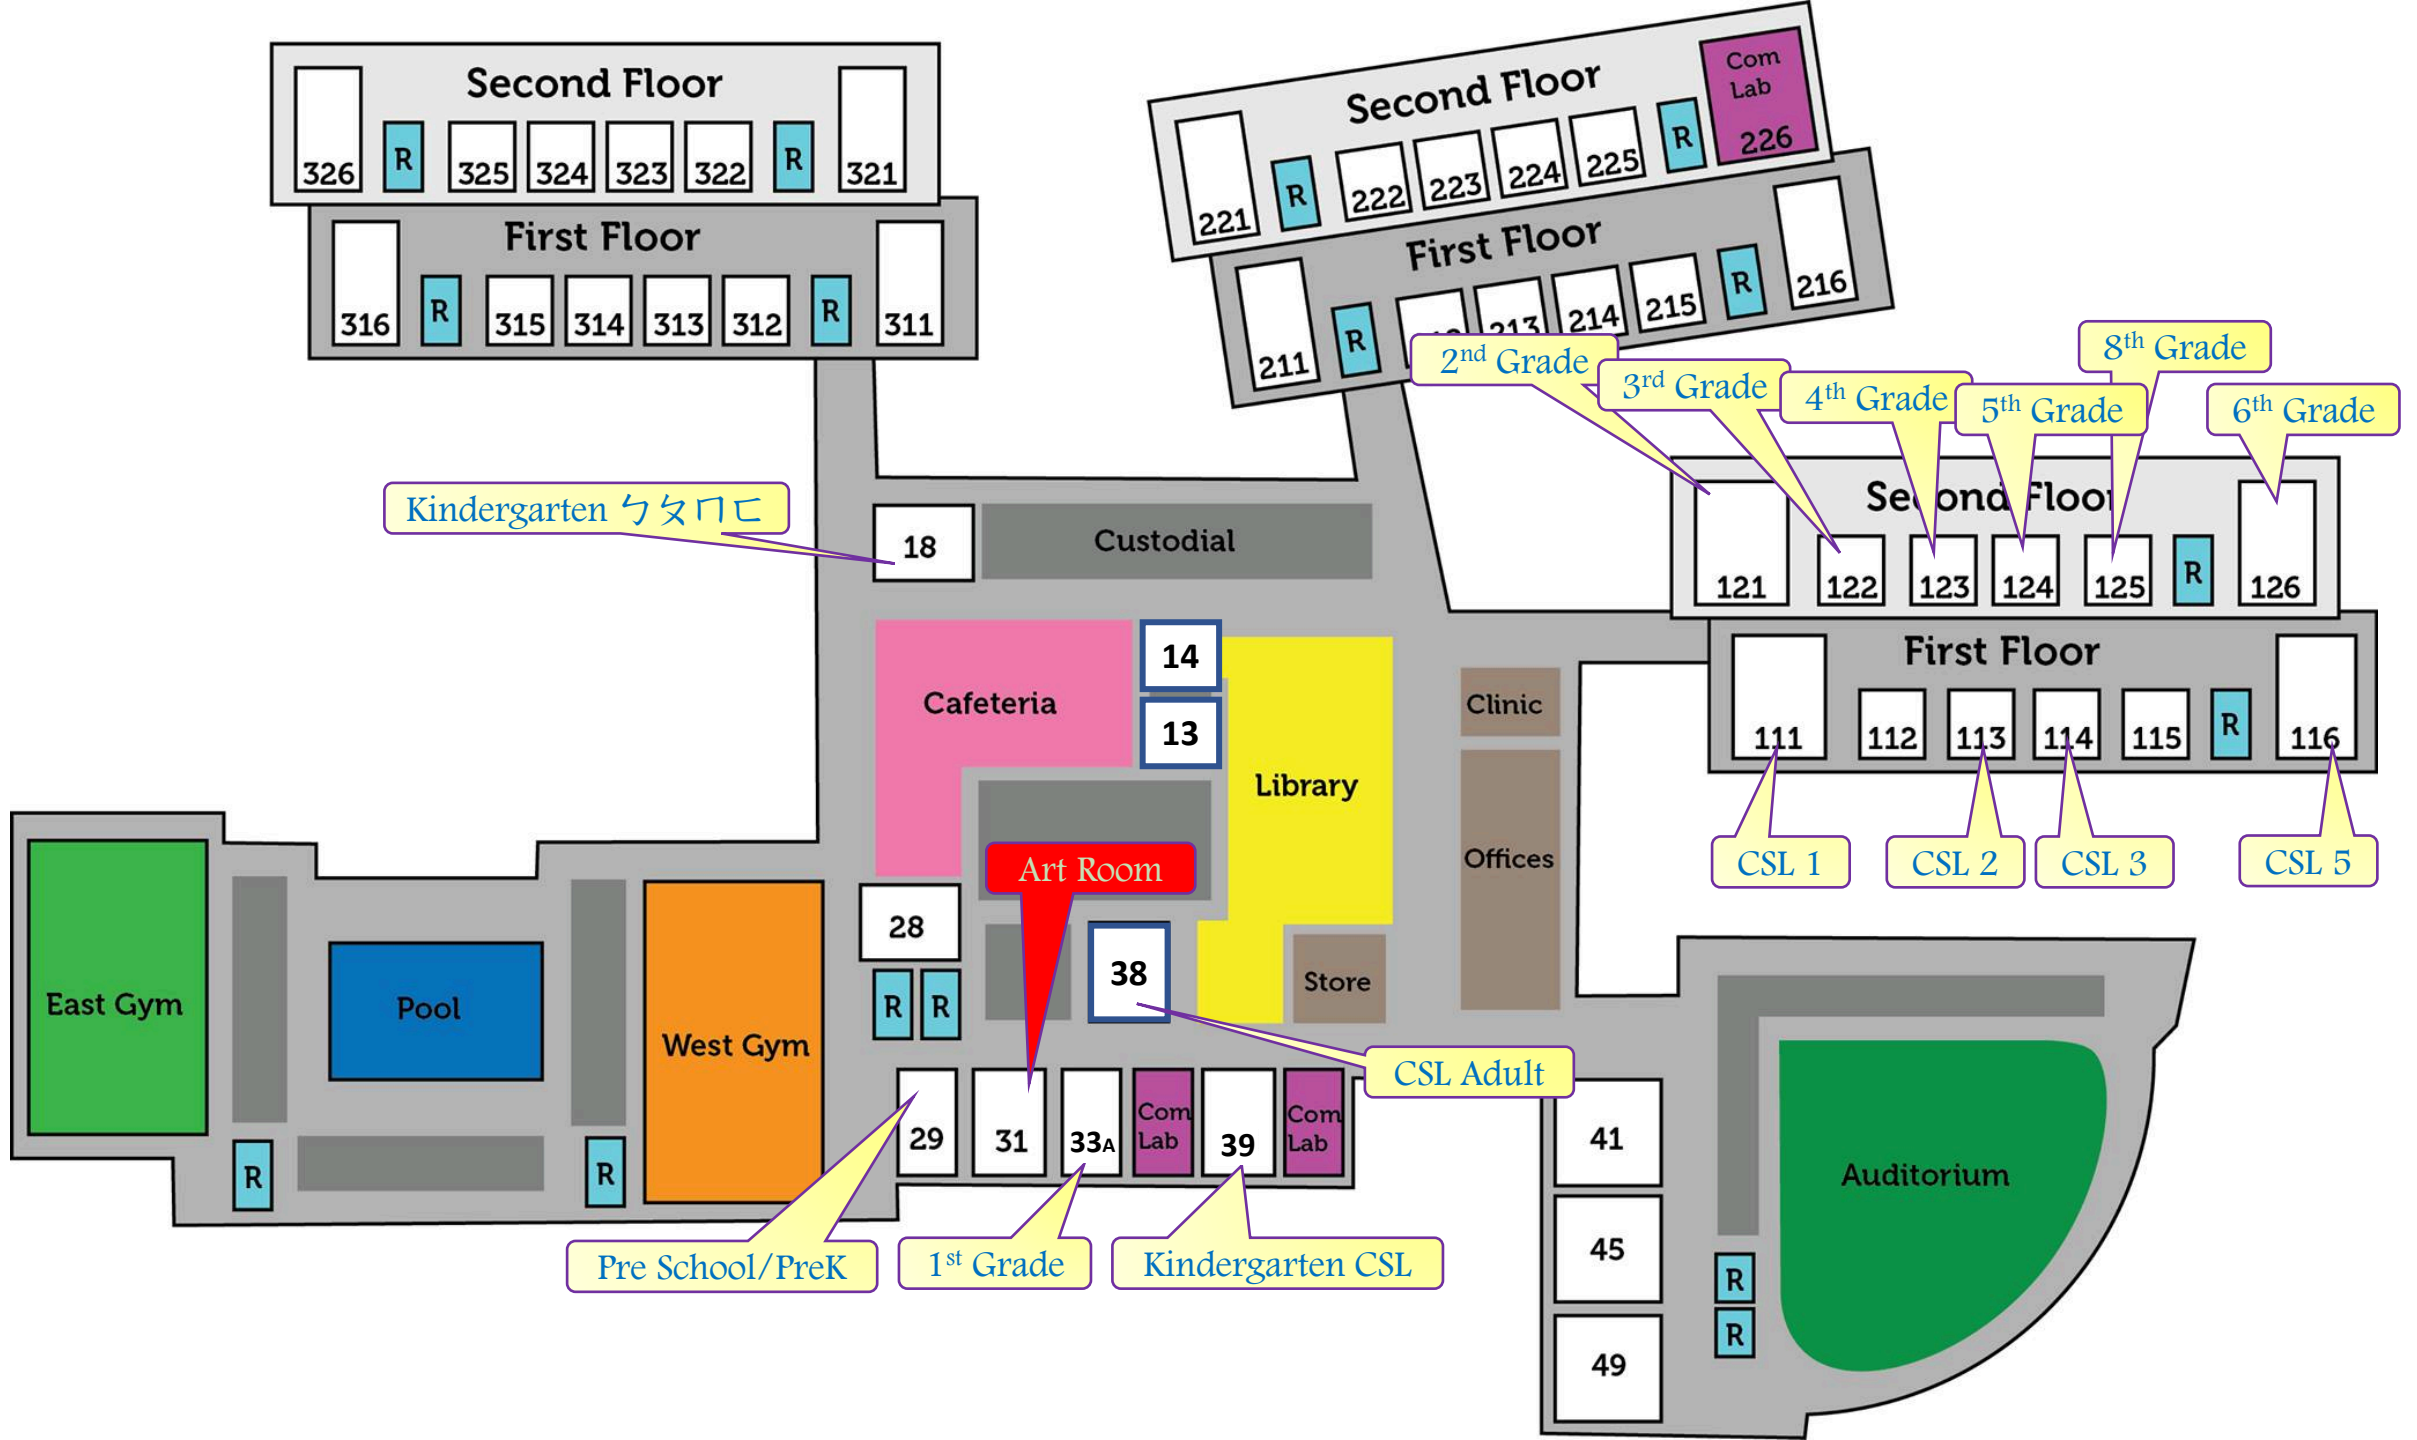 Second Floor
326
R
325
324
323
322
R
321
First Floor
316
R
315
314
313
312
R
311
Second Floor
Com
Lab
226
221
R
222
223
224
225
R
First Floor
211
R
213
214
215
R
216
2nd Grade
3rd Grade
4th Grade
5th Grade
8th Grade
6th Grade
Second Floor
121
122
123
124
125
R
126
First Floor
111
112
113
114
115
R
116
CSL 1
CSL 2
CSL 3
CSL 5
Kindergarten ㄅㄆㄇㄈ
18
Custodial
Cafeteria
14
13
Library
Clinic
Offices
Art Room
28
R
R
38
Store
CSL Adult
East Gym
Pool
West Gym
R
R
29
31
33A
Com
Lab
39
Com
Lab
Pre School/PreK
1st Grade
Kindergarten CSL
41
45
49
Auditorium
R
R